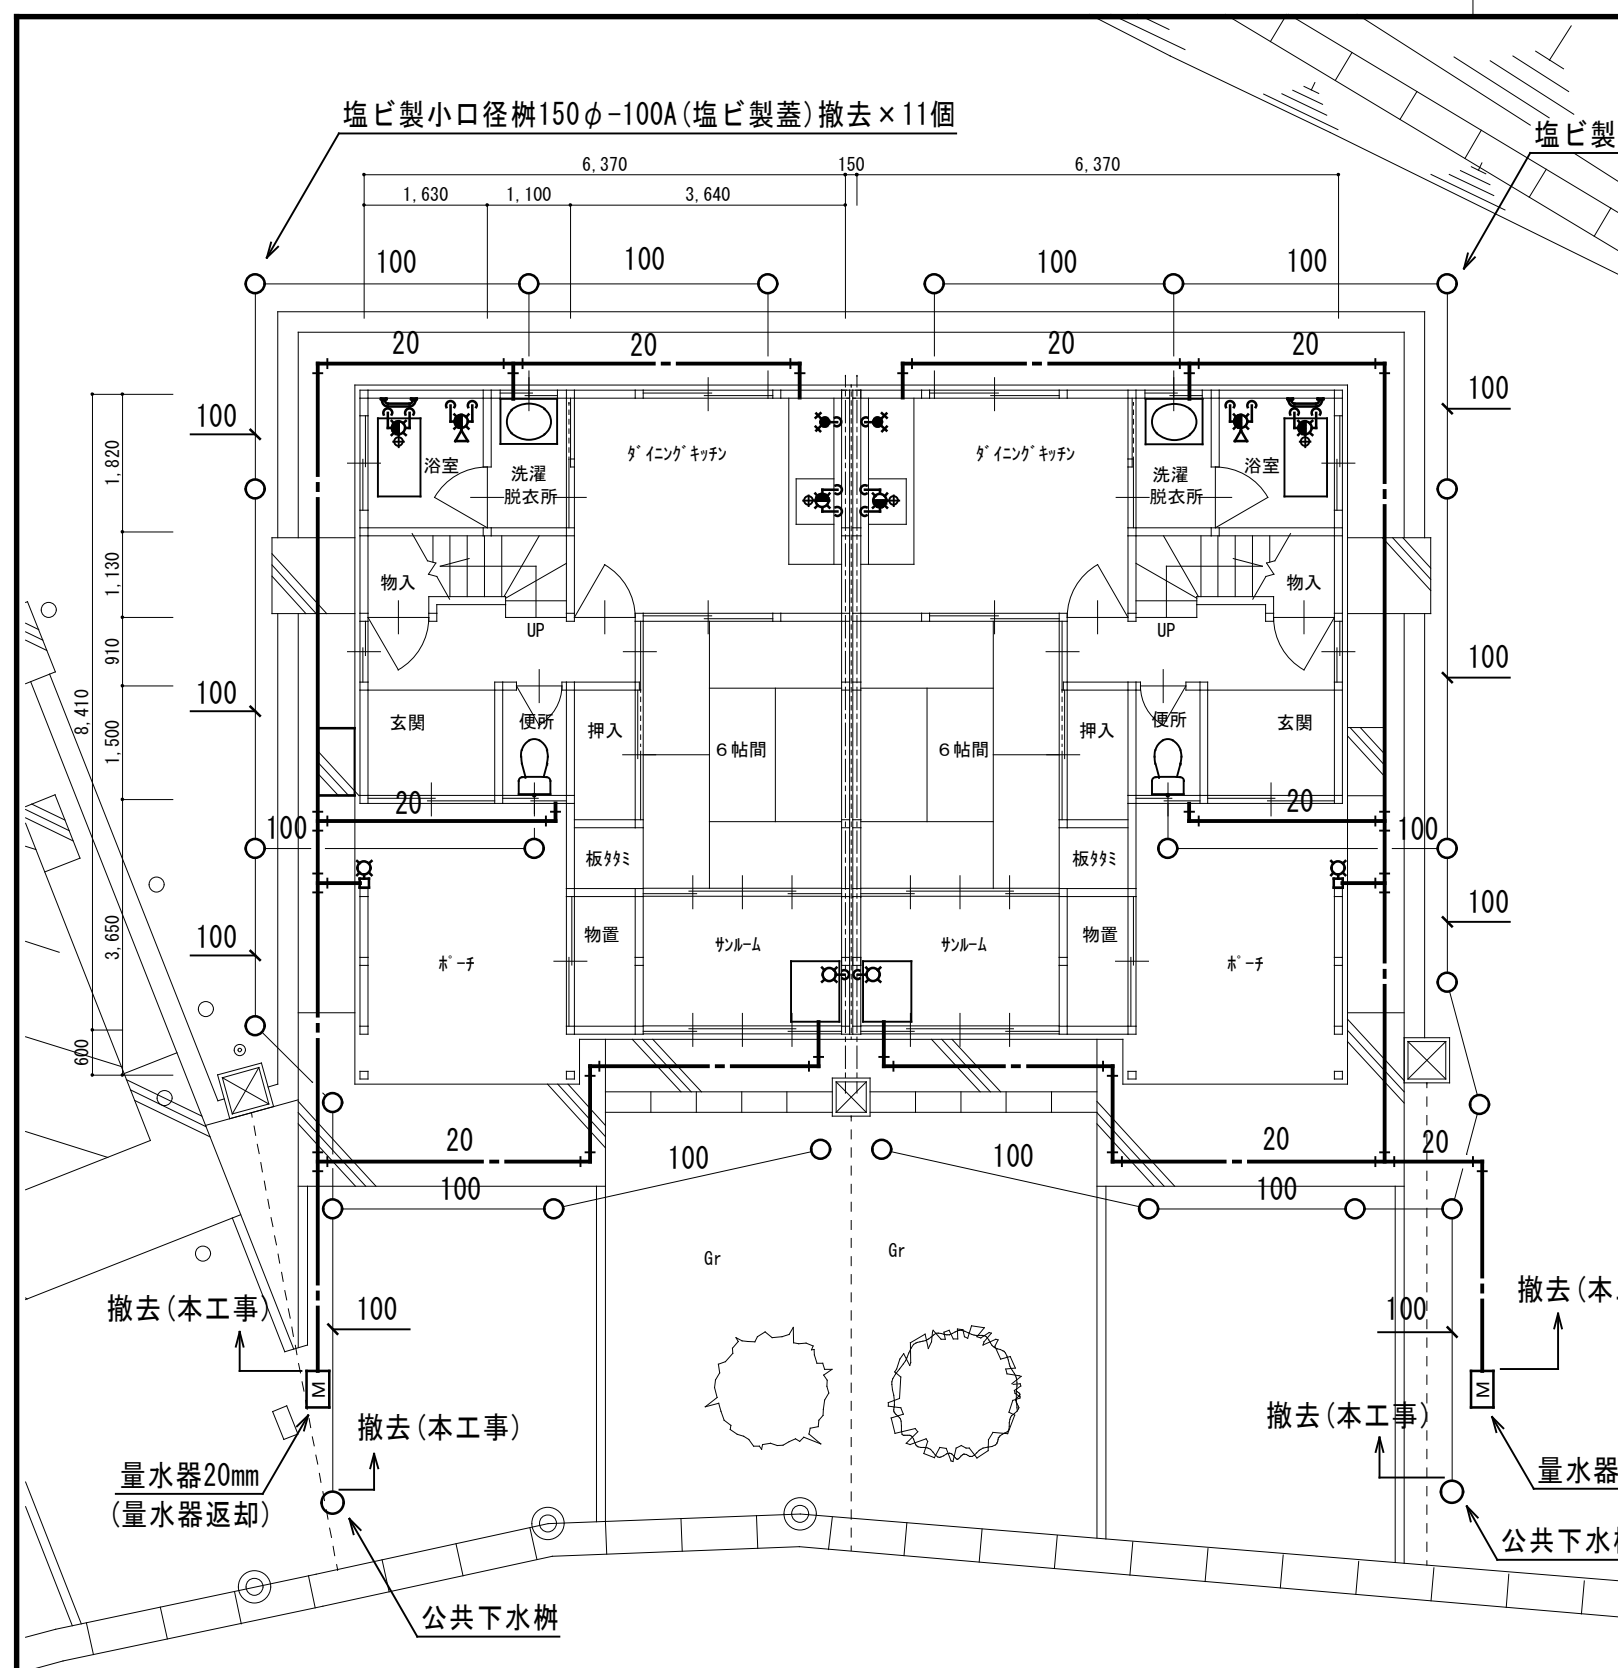 塩ビ製小口径桝150φ-100A(塩ビ製蓋)撤去×11個
塩ビ製
6,370
150
6,370
1,630
1,100
3,640
100
100
100
100
20
20
20
20
100
100
1,820
浴室
洗濯
脱衣所
ﾀﾞｲﾆﾝｸﾞｷｯﾁﾝ
ﾀﾞｲﾆﾝｸﾞｷｯﾁﾝ
洗濯
脱衣所
浴室
1,130
物入
物入
UP
UP
910
100
100
8,410
1,500
玄関
便所
押入
6帖間
6帖間
押入
便所
玄関
20
20
100
100
板ﾀﾀﾐ
板ﾀﾀﾐ
3,650
100
100
物置
ｻﾝﾙｰﾑ
ｻﾝﾙｰﾑ
物置
ﾎﾟｰﾁ
ﾎﾟｰﾁ
600
20
20
20
100
100
100
100
Gr
Gr
撤去(本工事)
100
100
撤去(本
M
M
撤去(本工事)
撤去(本工事)
量水器20mm
(量水器返却)
量水器
公共下水桝
公共下水